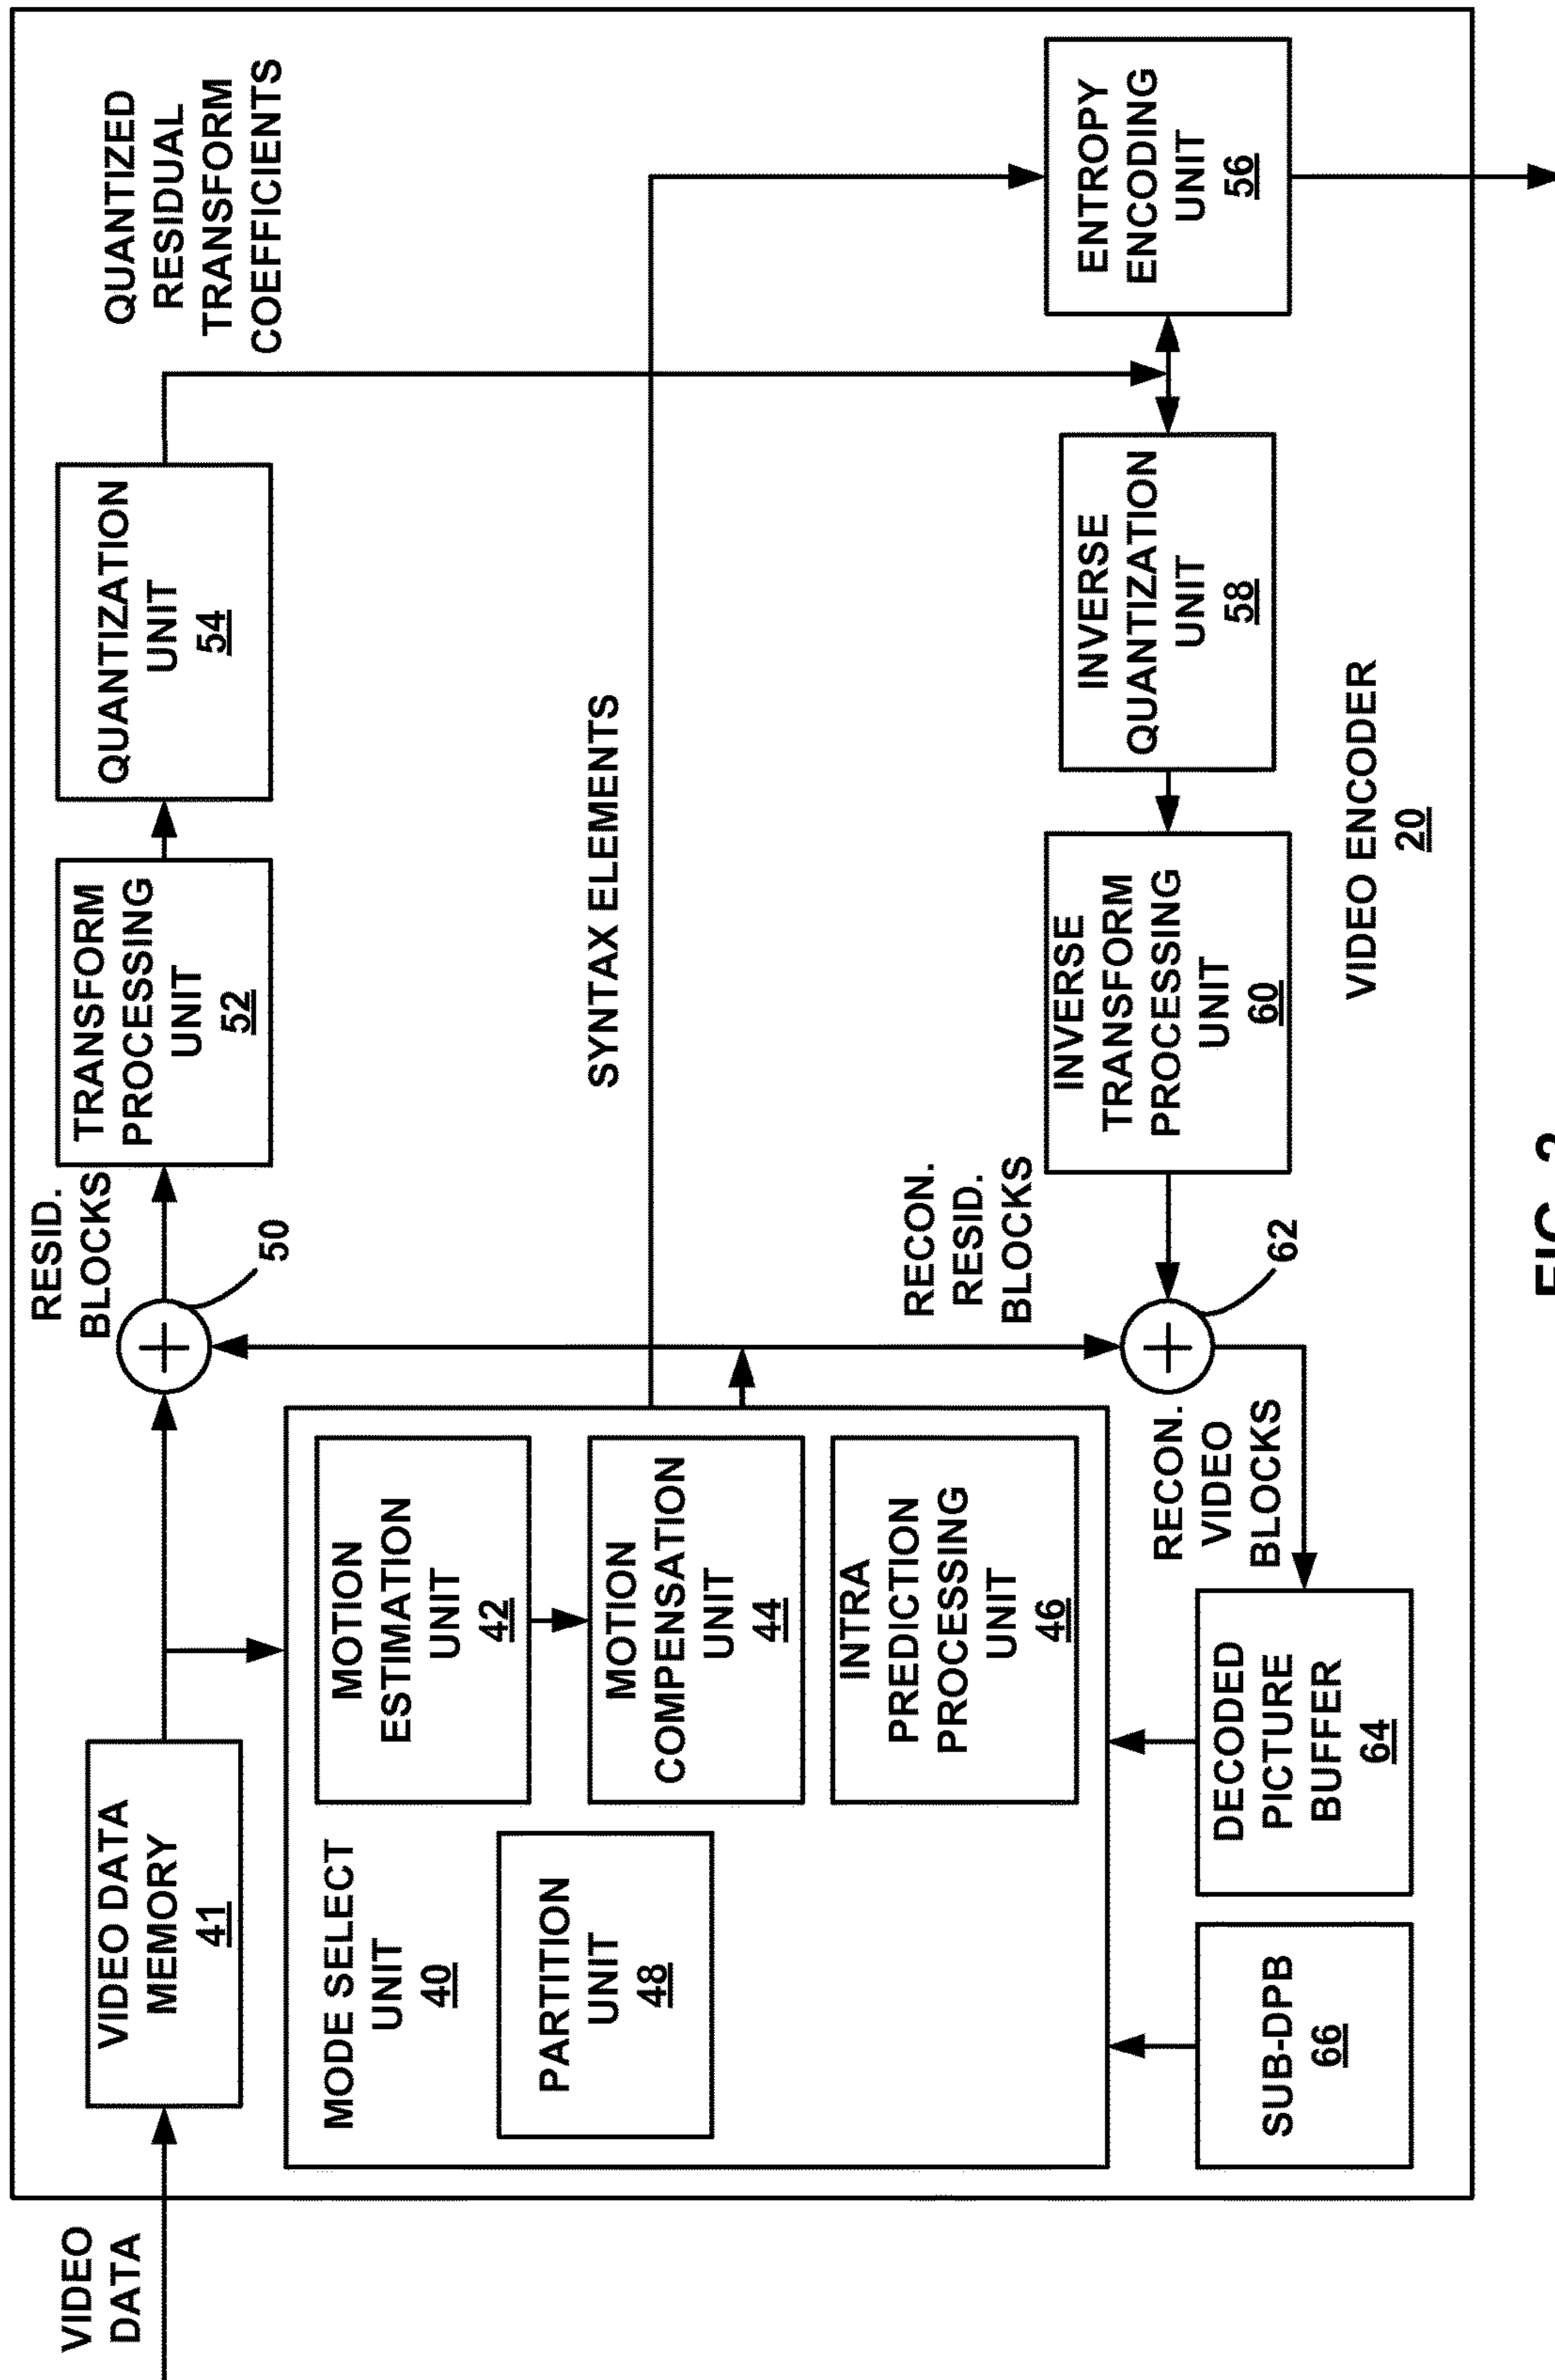 VIDEO
DATA
VIDEO DATA
MEMORY
41
MODE SELECT
UNIT
40
PARTITION
UNIT
48
MOTION
ESTIMATION
UNIT
42
MOTION
COMPENSATION
UNIT
44
INTRA
PREDICTION
PROCESSING
UNIT
46
SUB-DPB
66
DECODED
PICTURE
BUFFER
64
RESID.
BLOCKS
50
TRANSFORM
PROCESSING
UNIT
52
QUANTIZATION
UNIT
54
QUANTIZED
RESIDUAL
TRANSFORM
COEFFICIENTS
SYNTAX ELEMENTS
RECON.
RESID.
BLOCKS
62
RECON.
VIDEO
BLOCKS
INVERSE
TRANSFORM
PROCESSING
UNIT
60
INVERSE
QUANTIZATION
UNIT
58
ENTROPY
ENCODING
UNIT
56
VIDEO ENCODER
20